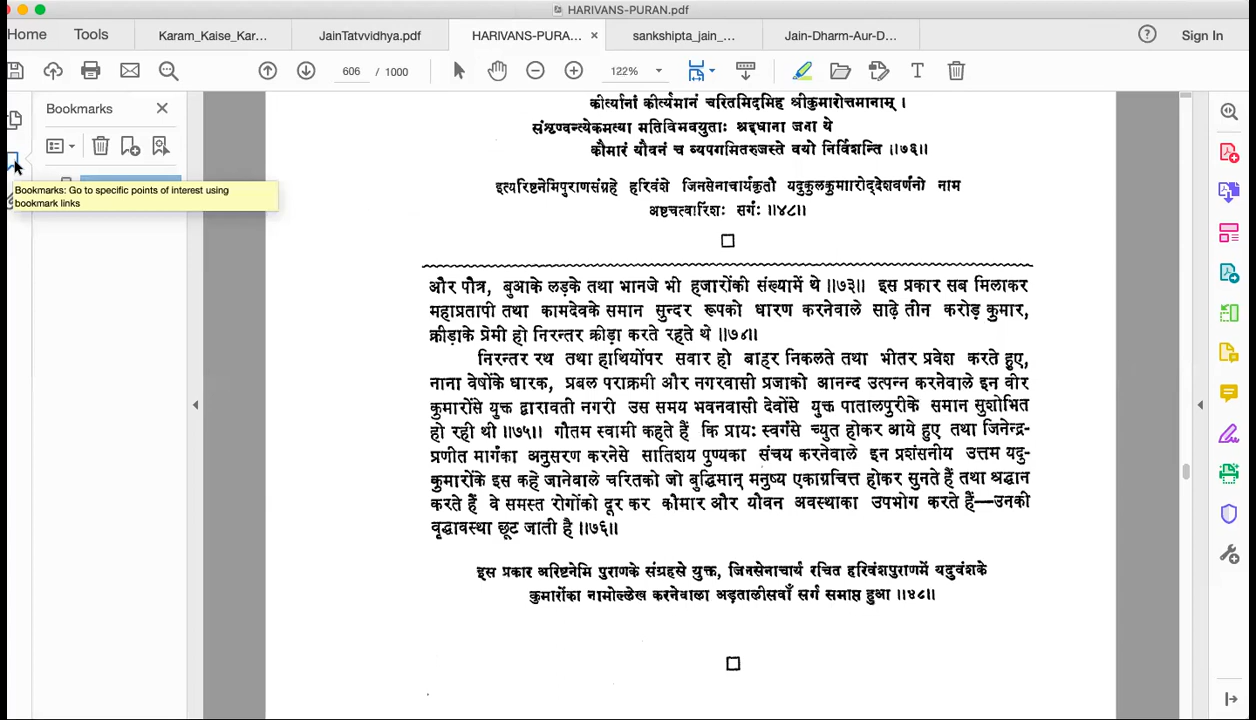 HARIVANS-PURAN.pdf
Home
Tools
Karam_Kaise_Kar...
JainTatvvidhya.pdf
HARIVANS-PURA...
sankshipta_jain_...
Jain-Dharm-Aur-D...
Sign In
606 / 1000
122%
Bookmarks
Bookmarks: Go to specific points of interest using
bookmark links
कीर्त्यानां कीर्त्यमानं चरितमिदमिह श्रीकुमारोत्तमानाम् ।
संशृण्वन्त्येकमत्या मतिविभवयुताः श्रद्दधाना जना ये
कौमारं यौवनं च व्यपगमितरुजस्ते वयो निर्विशन्ति ॥७६॥
इत्यरिष्टनेमिपुराणसंग्रहे हरिवंशे जिनसेनाचार्यकृतौ यदुकुलकुमारोद्देशवर्णनो नाम
अष्टचत्वारिंशः सर्गः ॥४८॥
और पौत्र, बुआके लड़के तथा भानजे भी हजारोंकी संख्यामें थे ॥७३॥ इस प्रकार सब मिलाकर
महाप्रतापी तथा कामदेवके समान सुन्दर रूपको धारण करनेवाले साढ़े तीन करोड़ कुमार,
क्रीड़ाके प्रेमी हो निरन्तर क्रीड़ा करते रहते थे ॥७४॥
निरन्तर रथ तथा हाथियोंपर सवार हो बाहर निकलते तथा भीतर प्रवेश करते हुए,
नाना वेषोंके धारक, प्रबल पराक्रमी और नगरवासी प्रजाको आनन्द उत्पन्न करनेवाले इन वीर
कुमारोंसे युक्त द्वारावती नगरी उस समय भवनवासी देवोंसे युक्त पातालपुरीके समान सुशोभित
हो रही थी ॥७५॥ गौतम स्वामी कहते हैं कि प्रायः स्वर्गसे च्युत होकर आये हुए तथा जिनेन्द्र-
प्रणीत मार्गका अनुसरण करनेसे सातिशय पुण्यका संचय करनेवाले इन प्रशंसनीय उत्तम यदु-
कुमारोंके इस कहे जानेवाले चरितको जो बुद्धिमान् मनुष्य एकाग्रचित्त होकर सुनते हैं तथा श्रद्धान
करते हैं वे समस्त रोगोंको दूर कर कौमार और यौवन अवस्थाका उपभोग करते हैं—उनकी
वृद्धावस्था छूट जाती है ॥७६॥
इस प्रकार अरिष्टनेमि पुराणके संग्रहसे युक्त, जिनसेनाचार्य रचित हरिवंशपुराणमें यदुवंशके
कुमारोंका नामोल्लेख करनेवाला अड़तालीसवाँ सर्ग समाप्त हुआ ॥४८॥